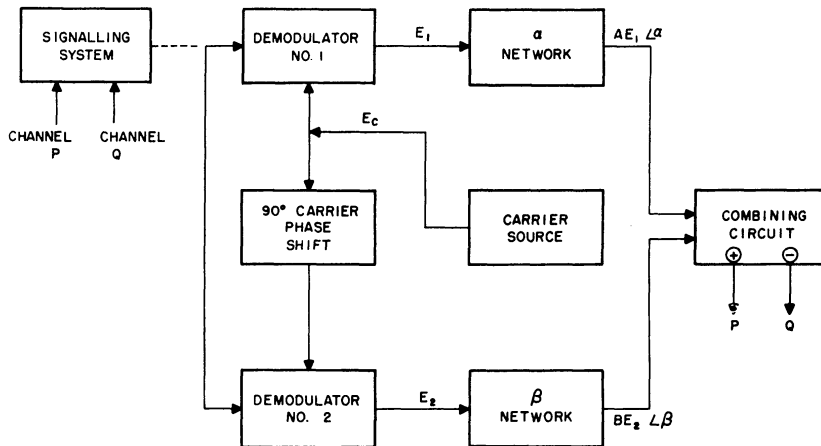 SIGNALLING
SYSTEM
CHANNEL
P
CHANNEL
Q
DEMODULATOR
NO. 1
E₁
α
NETWORK
AE₁ ∠α
E_C
90° CARRIER
PHASE
SHIFT
CARRIER
SOURCE
COMBINING
CIRCUIT
+
−
P
Q
DEMODULATOR
NO. 2
E₂
β
NETWORK
BE₂ ∠β